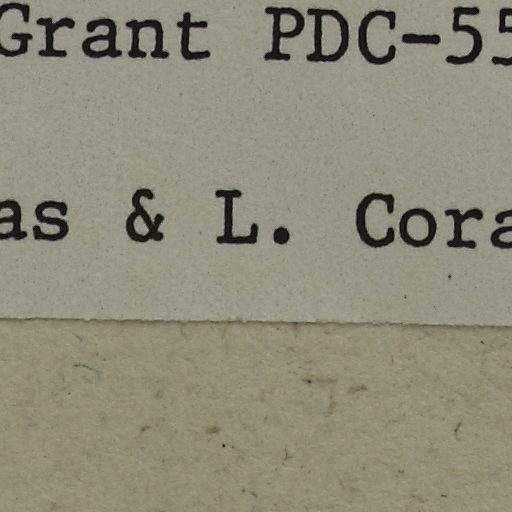 Grant PDC-55
as & L. Cora